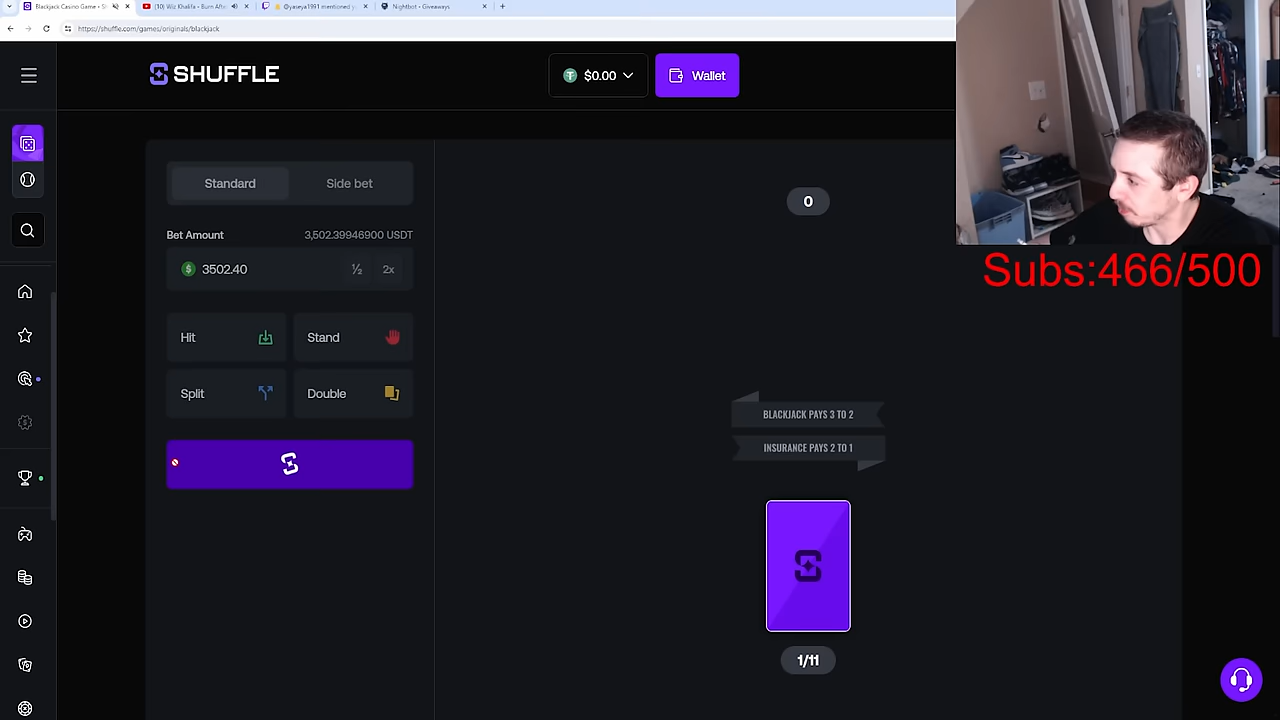 Blackjack Casino Game • S
(10) Wiz Khalifa - Burn After
@yaseya1991 mentioned y
Nightbot - Giveaways
https://shuffle.com/games/originals/blackjack
SHUFFLE
$0.00
Wallet
Standard
Side bet
0
Bet Amount
3,502.39946900 USDT
3502.40
½
2x
Subs:466/500
Hit
Stand
Split
Double
BLACKJACK PAYS 3 TO 2
INSURANCE PAYS 2 TO 1
1/11